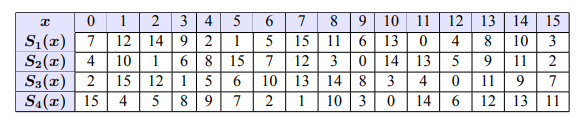 x 0 1 2 3 4 5 6 7 8 9 10 11 12 13 14 15
S₁(x) 7 12 14 9 2 1 5 15 11 6 13 0 4 8 10 3
S₂(x) 4 10 1 6 8 15 7 12 3 0 14 13 5 9 11 2
S₃(x) 2 15 12 1 5 6 10 13 14 8 3 4 0 11 9 7
S₄(x) 15 4 5 8 9 7 2 1 10 3 0 14 6 12 13 11